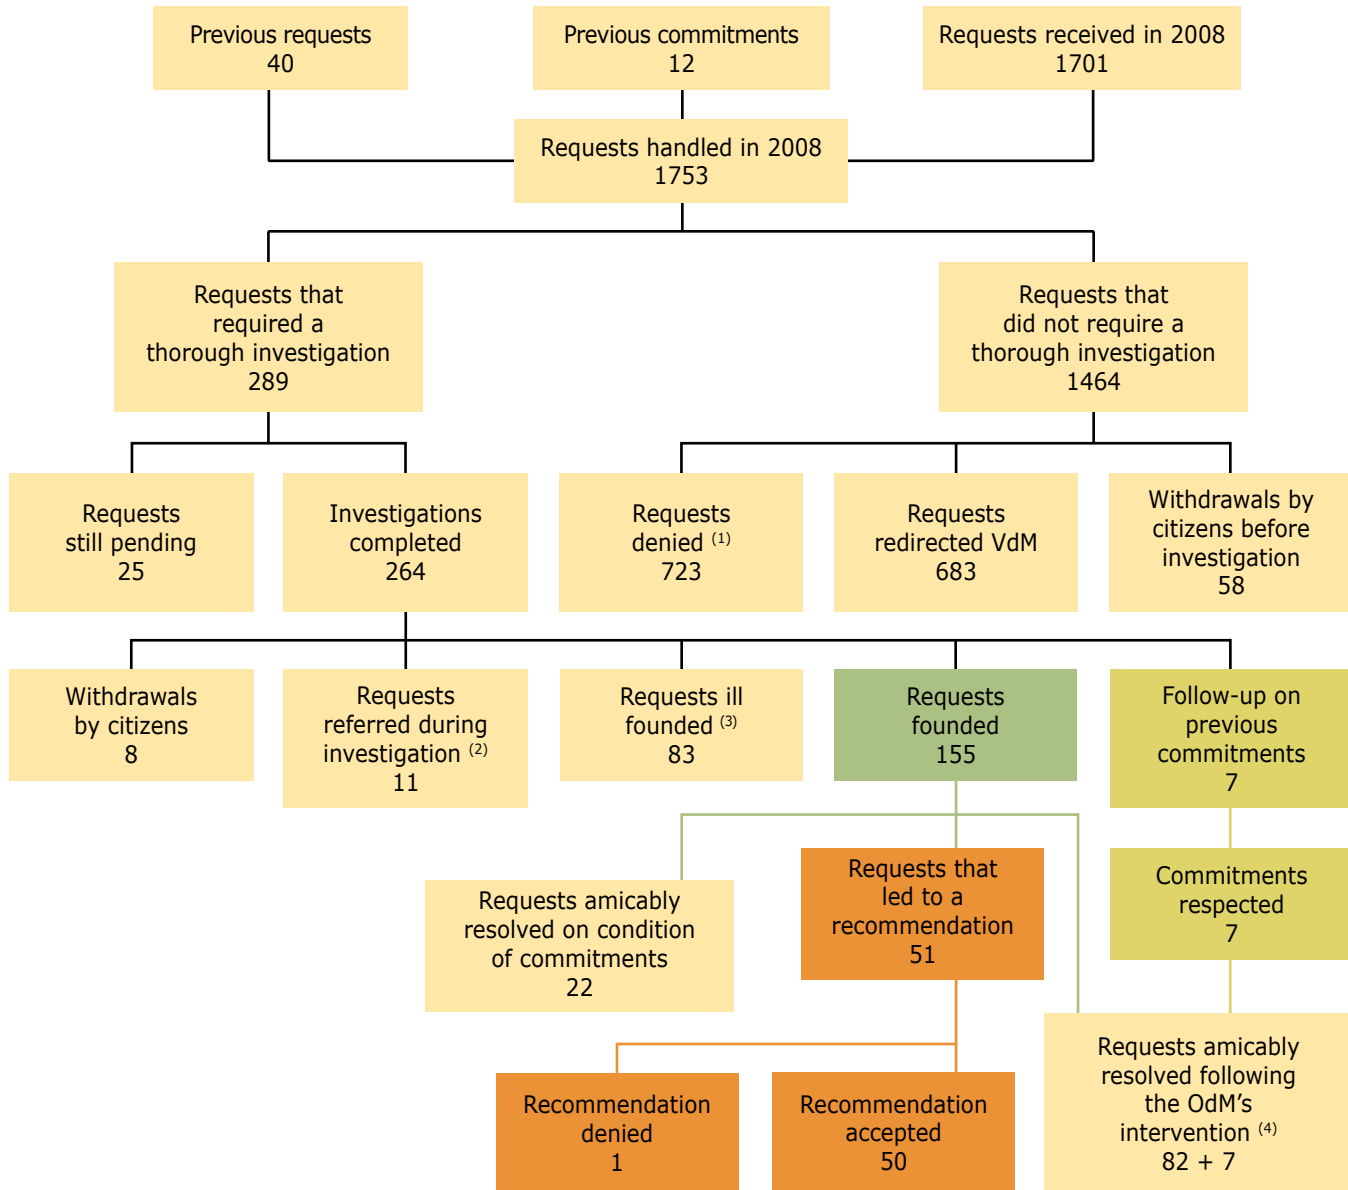 Previous requests
40
Previous commitments
12
Requests received in 2008
1701
Requests handled in 2008
1753
Requests that
required a
thorough investigation
289
Requests that
did not require a
thorough investigation
1464
Requests
still pending
25
Investigations
completed
264
Requests
denied (1)
723
Requests
redirected VdM
683
Withdrawals by
citizens before
investigation
58
Withdrawals
by citizens
8
Requests
referred during
investigation (2)
11
Requests ill
founded (3)
83
Requests
founded
155
Follow-up on
previous
commitments
7
Requests amicably
resolved on condition
of commitments
22
Requests that
led to a
recommendation
51
Commitments
respected
7
Recommendation
denied
1
Recommendation
accepted
50
Requests amicably
resolved following
the OdM's
intervention (4)
82 + 7